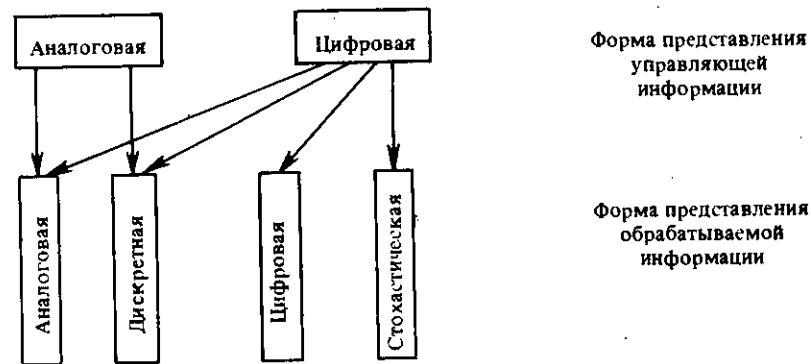 Аналоговая
Цифровая
Форма представления
управляющей
информации
Аналоговая
Дискретная
Цифровая
Стохастическая
Форма представления
обрабатываемой
информации